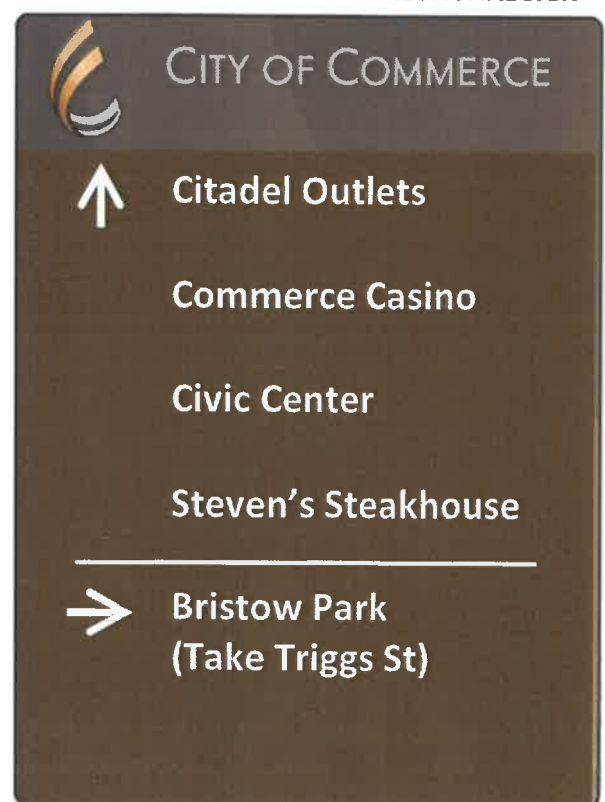 CITY OF COMMERCE
Citadel Outlets
Commerce Casino
Civic Center
Steven's Steakhouse
Bristow Park
(Take Triggs St)